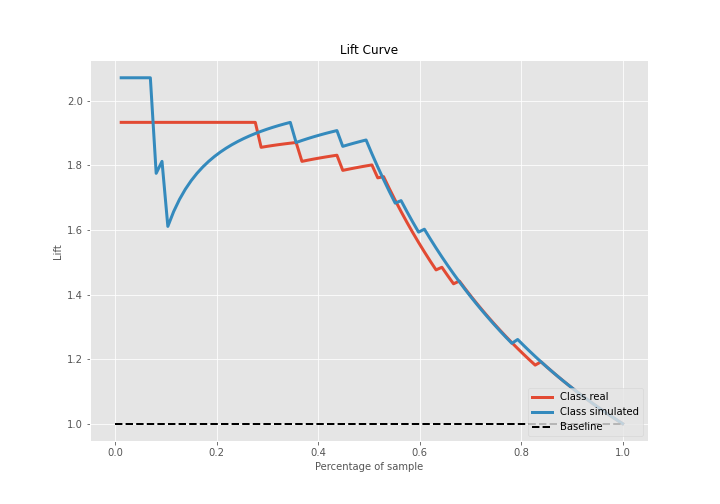 Lift Curve
2.0
1.8
1.6
1.4
1.2
1.0
Lift
0.0 0.2 0.4 0.6 0.8 1.0
Percentage of sample
Class real
Class simulated
Baseline